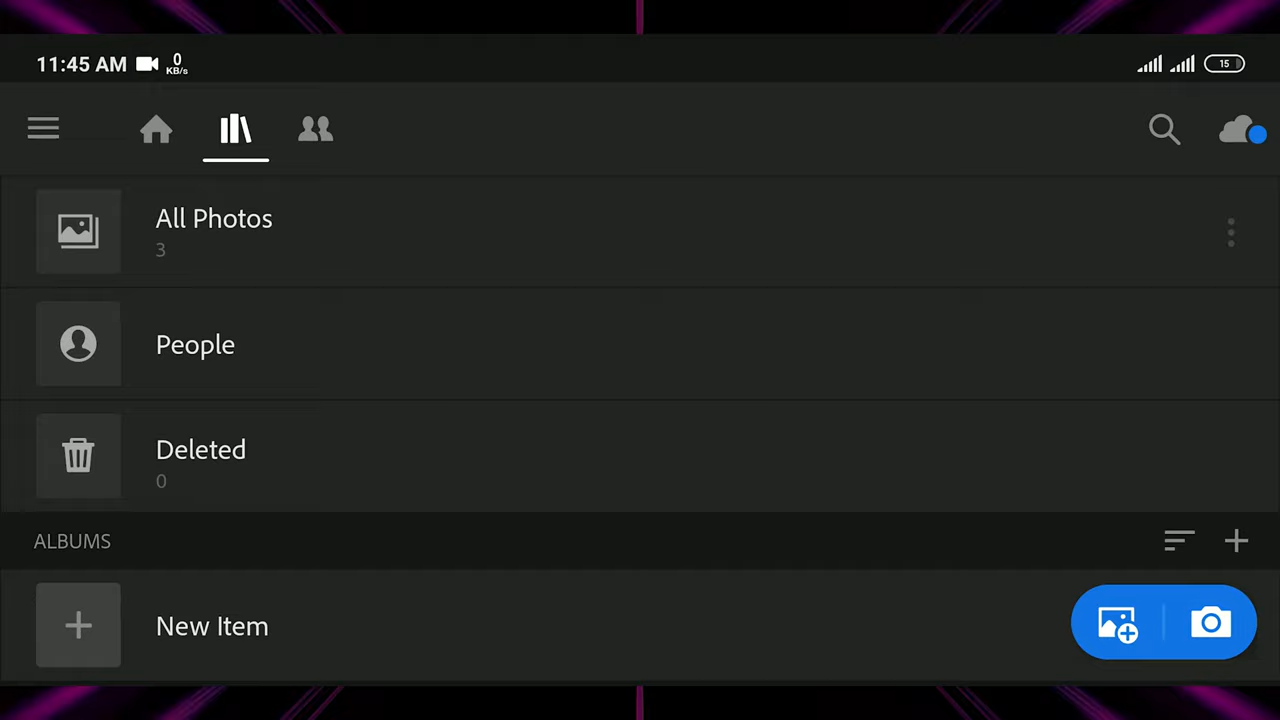 11:45 AM 0 KB/s 15
All Photos
3
People
Deleted
0
ALBUMS
New Item